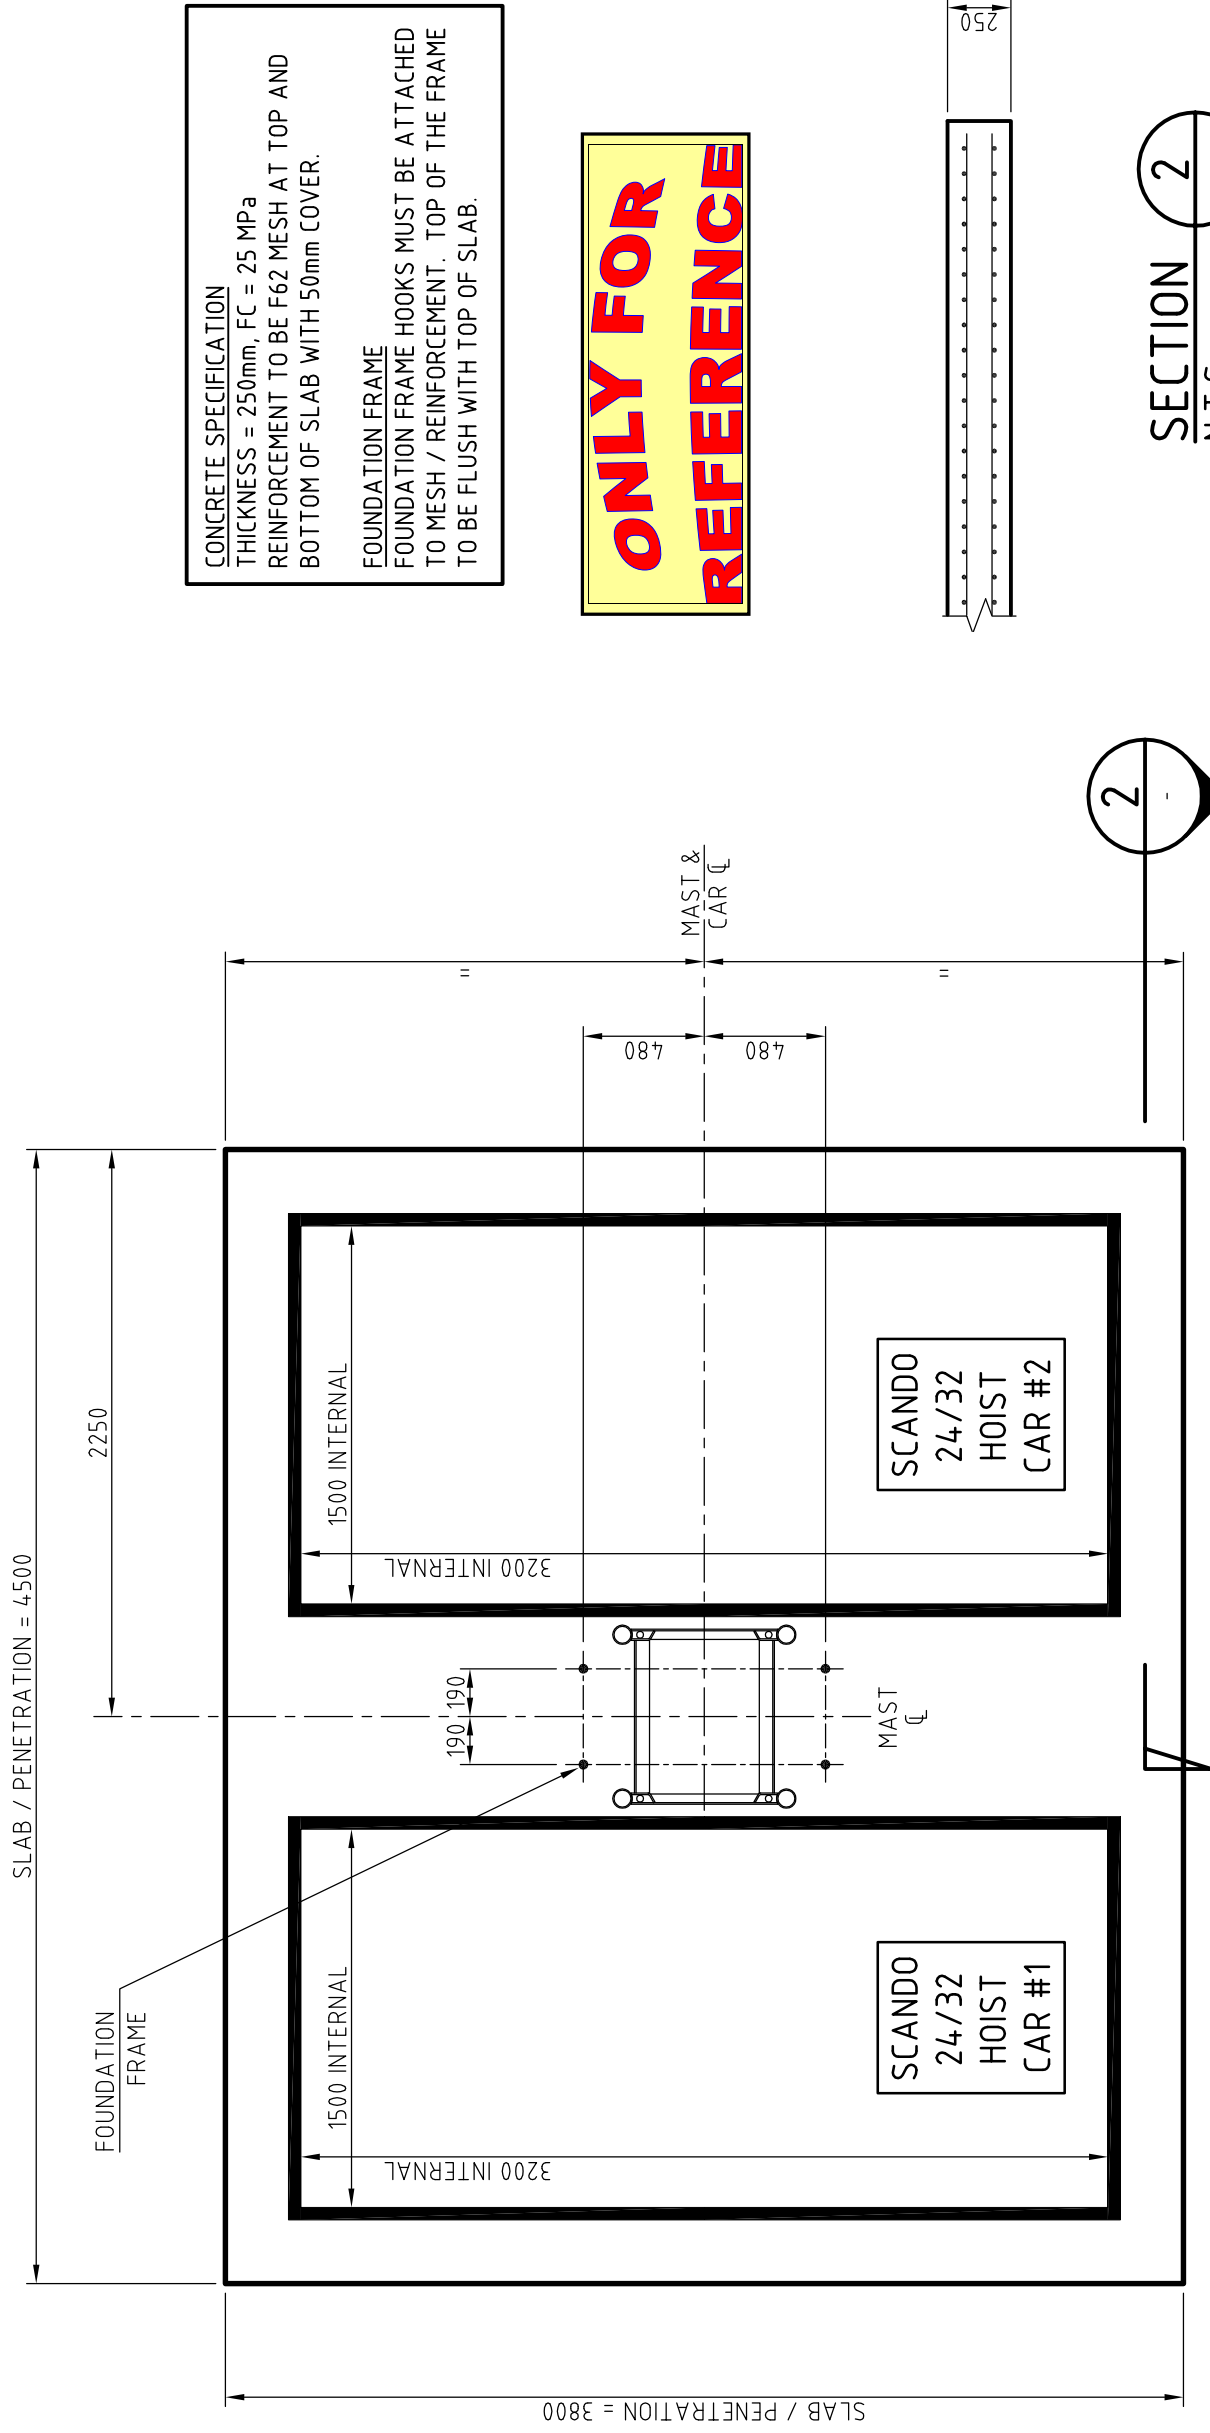 SLAB / PENETRATION = 4500
2250
FOUNDATION
FRAME
1500 INTERNAL
1500 INTERNAL
3200 INTERNAL
3200 INTERNAL
190
190
480
480
=
=
MAST &
CAR ℄
MAST
℄
SCANDO
24/32
HOIST
CAR #1
SCANDO
24/32
HOIST
CAR #2
SLAB / PENETRATION = 3800
2
-
CONCRETE SPECIFICATION
THICKNESS = 250mm, FC = 25 MPa
REINFORCEMENT TO BE F62 MESH AT TOP AND
BOTTOM OF SLAB WITH 50mm COVER.
FOUNDATION FRAME
FOUNDATION FRAME HOOKS MUST BE ATTACHED
TO MESH / REINFORCEMENT. TOP OF THE FRAME
TO BE FLUSH WITH TOP OF SLAB.
ONLY FOR
REFERENCE
250
SECTION
2